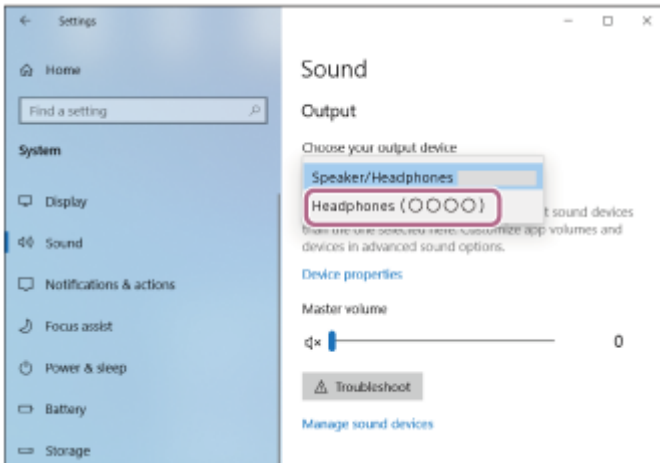 Settings
Home
Find a setting
System
Display
Sound
Notifications & actions
Focus assist
Power & sleep
Battery
Storage
Sound
Output
Choose your output device
Speaker/Headphones
Headphones (○○○○)
t sound devices
than the one selected here. Customize app volumes and
devices in advanced sound options.
Device properties
Master volume
0
Troubleshoot
Manage sound devices